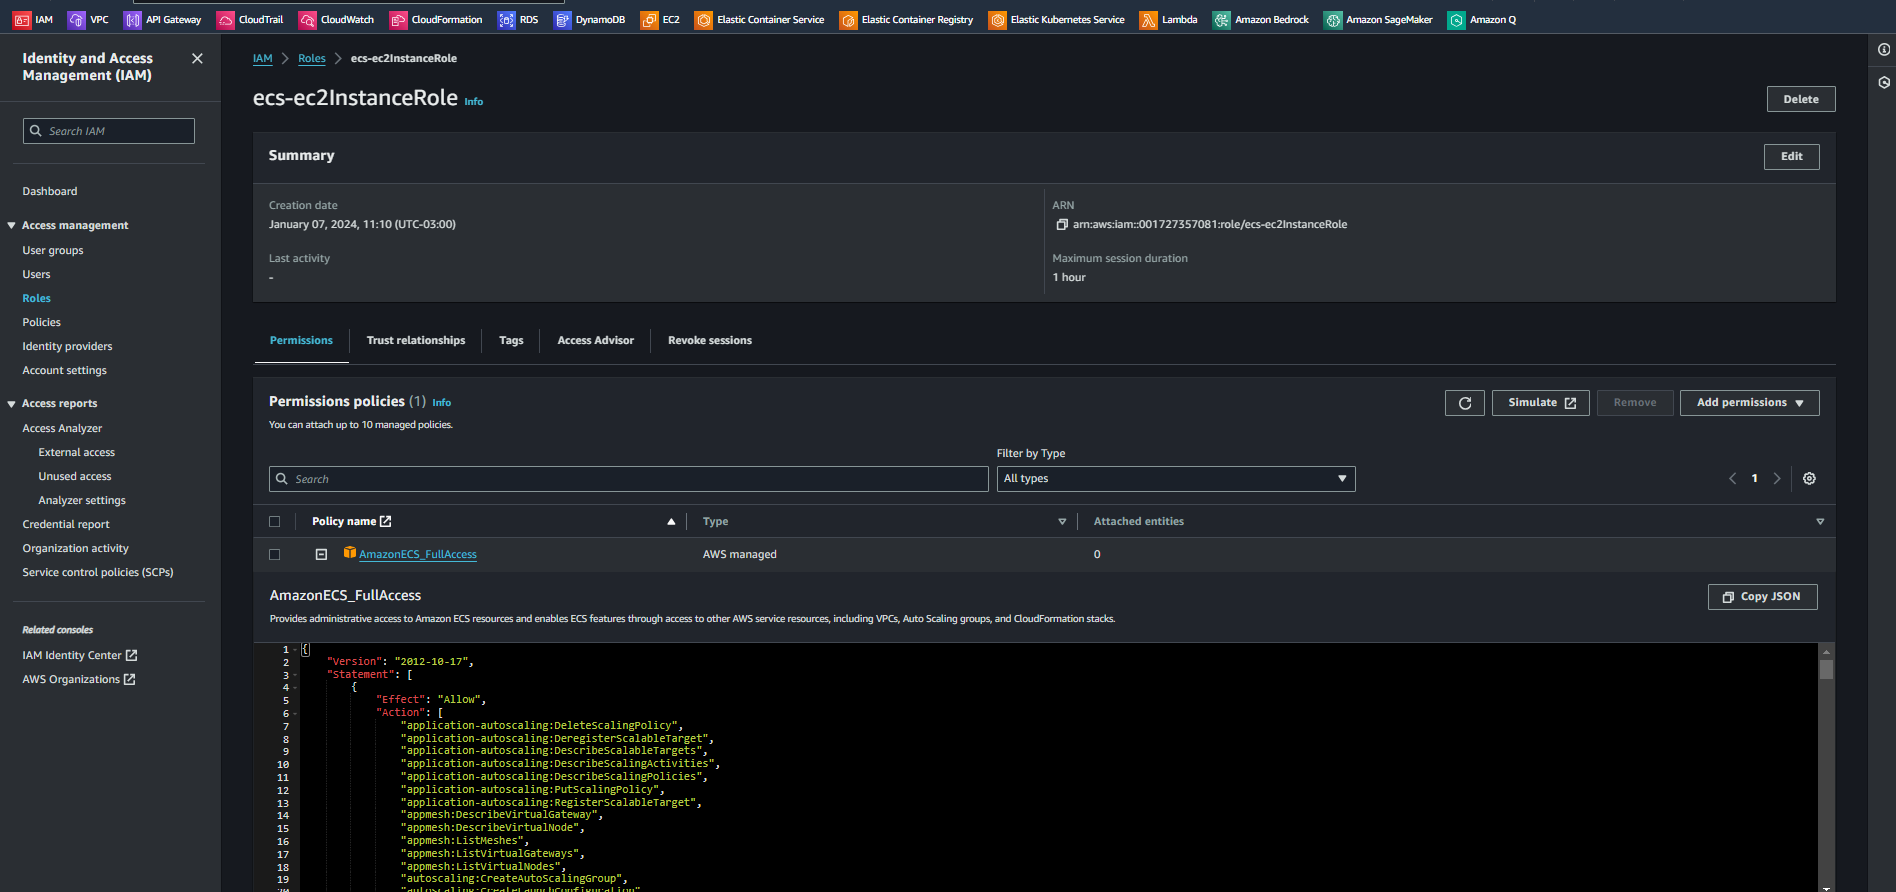 IAM VPC API Gateway CloudTrail CloudWatch CloudFormation RDS DynamoDB EC2 Elastic Container Service Elastic Container Registry Elastic Kubernetes Service Lambda Amazon Bedrock Amazon SageMaker Amazon Q
Identity and Access
Management (IAM)
Search IAM
Dashboard
Access management
User groups
Users
Roles
Policies
Identity providers
Account settings
Access reports
Access Analyzer
External access
Unused access
Analyzer settings
Credential report
Organization activity
Service control policies (SCPs)
Related consoles
IAM Identity Center
AWS Organizations
IAM Roles ecs-ec2InstanceRole
ecs-ec2InstanceRole Info
Delete
Summary
Edit
Creation date
January 07, 2024, 11:10 (UTC-03:00)
Last activity
-
ARN
arn:aws:iam::001727357081:role/ecs-ec2InstanceRole
Maximum session duration
1 hour
Permissions Trust relationships Tags Access Advisor Revoke sessions
Permissions policies (1) Info
You can attach up to 10 managed policies.
Simulate Remove Add permissions
Filter by Type
Search
All types
1
Policy name Type Attached entities
AmazonECS_FullAccess AWS managed 0
AmazonECS_FullAccess
Copy JSON
Provides administrative access to Amazon ECS resources and enables ECS features through access to other AWS service resources, including VPCs, Auto Scaling groups, and CloudFormation stacks.
1 {
2 "Version": "2012-10-17",
3 "Statement": [
4 {
5 "Effect": "Allow",
6 "Action": [
7 "application-autoscaling:DeleteScalingPolicy",
8 "application-autoscaling:DeregisterScalableTarget",
9 "application-autoscaling:DescribeScalableTargets",
10 "application-autoscaling:DescribeScalingActivities",
11 "application-autoscaling:DescribeScalingPolicies",
12 "application-autoscaling:PutScalingPolicy",
13 "application-autoscaling:RegisterScalableTarget",
14 "appmesh:DescribeVirtualGateway",
15 "appmesh:DescribeVirtualNode",
16 "appmesh:ListMeshes",
17 "appmesh:ListVirtualGateways",
18 "appmesh:ListVirtualNodes",
19 "autoscaling:CreateAutoScalingGroup",
20 "autoscaling:CreateLaunchConfiguration"